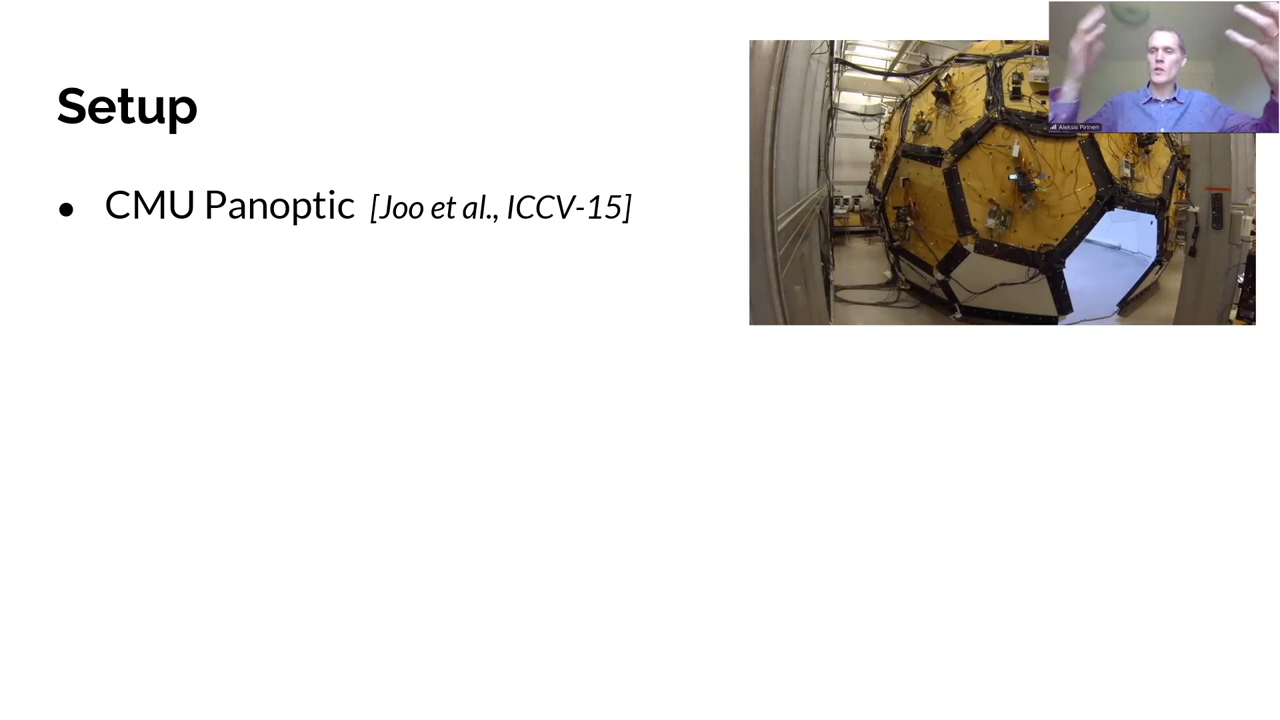 Setup
● CMU Panoptic [Joo et al., ICCV-15]
Aleksis Pirinen